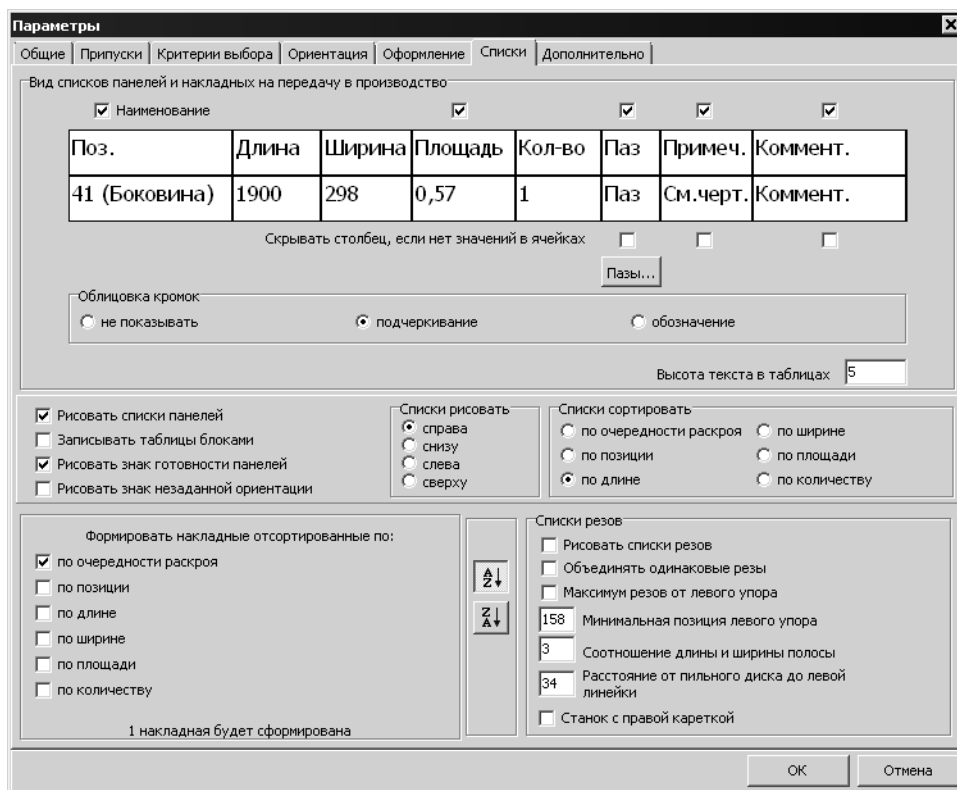 Параметры
Общие Припуски Критерии выбора Ориентация Оформление Списки Дополнительно
Вид списков панелей и накладных на передачу в производство
Наименование
Поз. Длина Ширина Площадь Кол-во Паз Примеч. Коммент.
41 (Боковина) 1900 298 0,57 1 Паз См.черт. Коммент.
Скрывать столбец, если нет значений в ячейках
Пазы...
Облицовка кромок
не показывать подчеркивание обозначение
Высота текста в таблицах 5
Рисовать списки панелей
Записывать таблицы блоками
Рисовать знак готовности панелей
Рисовать знак незаданной ориентации
Списки рисовать
справа
снизу
слева
сверху
Списки сортировать
по очередности раскроя по ширине
по позиции по площади
по длине по количеству
Формировать накладные отсортированные по:
по очередности раскроя
по позиции
по длине
по ширине
по площади
по количеству
1 накладная будет сформирована
A
Z
Z
A
Списки резов
Рисовать списки резов
Объединять одинаковые резы
Максимум резов от левого упора
158 Минимальная позиция левого упора
3 Соотношение длины и ширины полосы
34 Расстояние от пильного диска до левой
линейки
Станок с правой кареткой
ОК Отмена